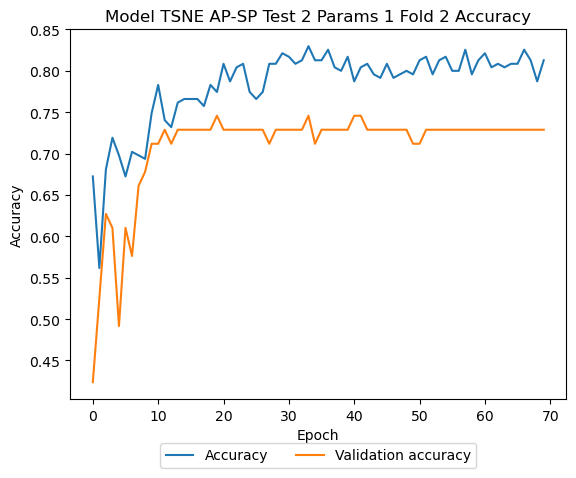 Model TSNE AP-SP Test 2 Params 1 Fold 2 Accuracy
0.85
0.80
0.75
0.70
0.65
0.60
0.55
0.50
0.45
Accuracy
0 10 20 30 40 50 60 70
Epoch
Accuracy Validation accuracy